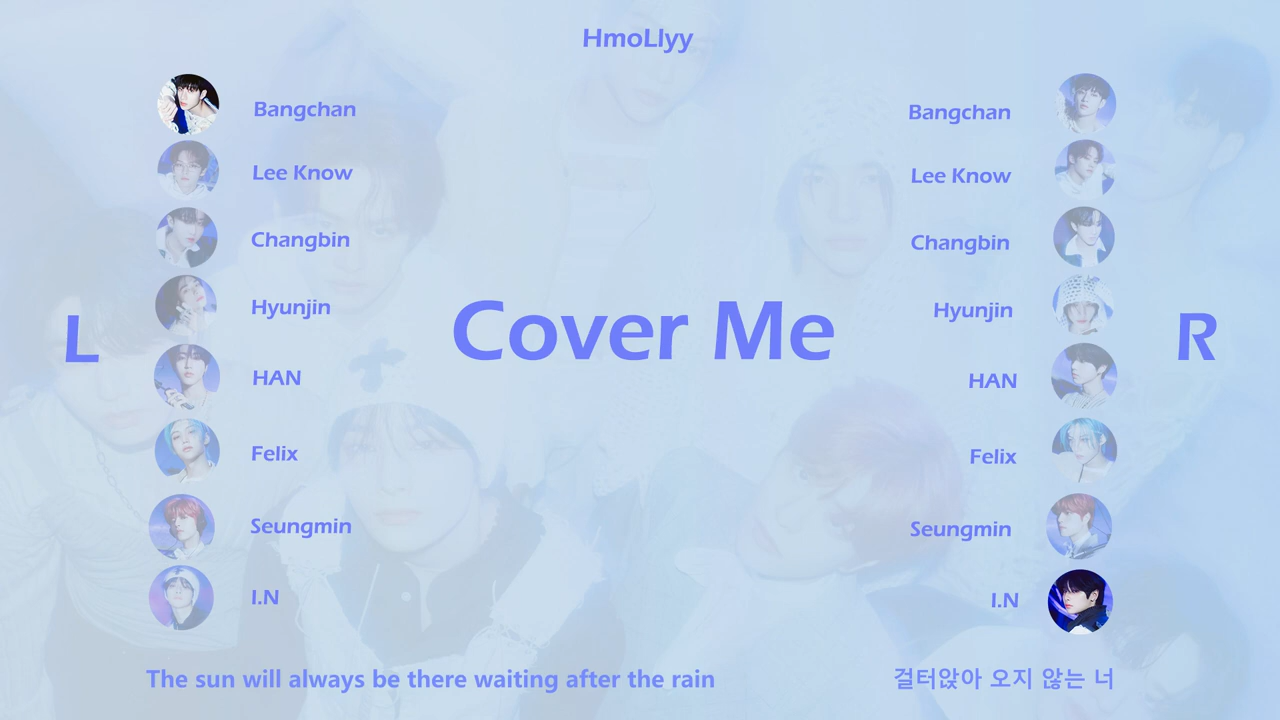 HmoLlyy
Bangchan
Lee Know
Changbin
Hyunjin
HAN
Felix
Seungmin
I.N
L
Cover Me
Bangchan
Lee Know
Changbin
Hyunjin
HAN
Felix
Seungmin
I.N
R
The sun will always be there waiting after the rain
걸터앉아 오지 않는 너